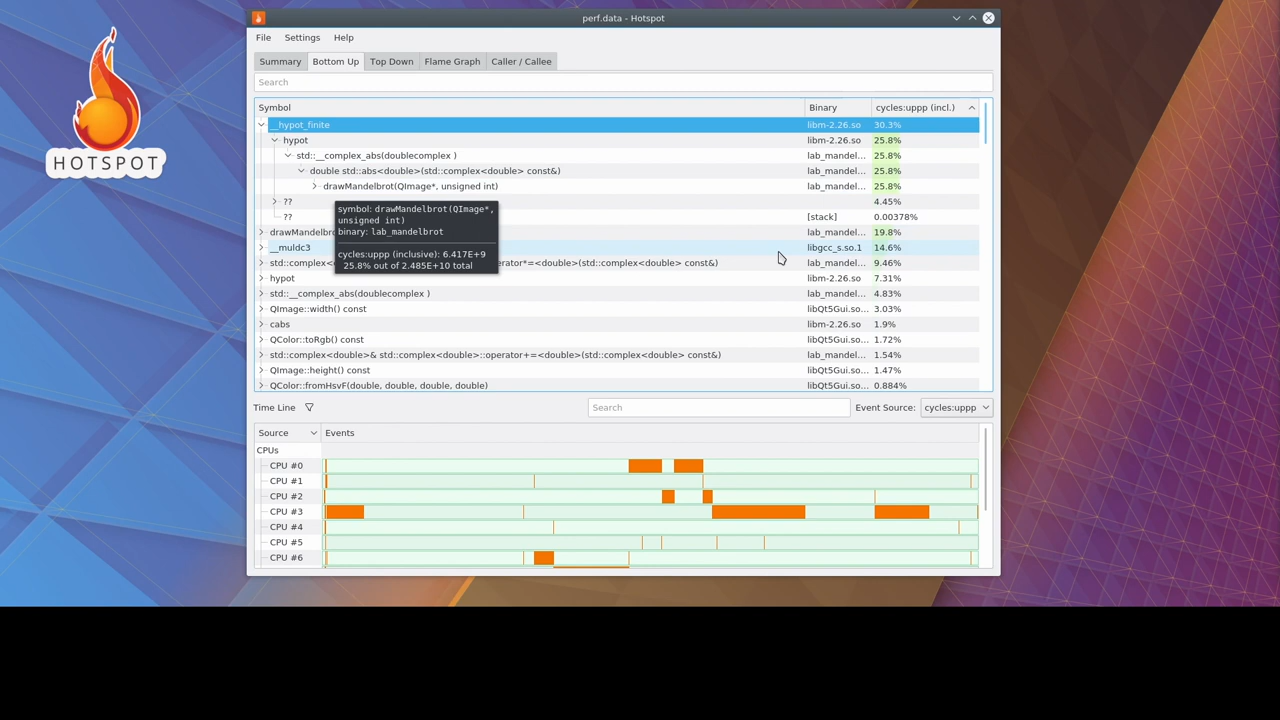 perf.data - Hotspot
File Settings Help
Summary Bottom Up Top Down Flame Graph Caller / Callee
HOTSPOT
Search
Symbol Binary cycles:uppp (incl.)
__hypot_finite libm-2.26.so 30.3%
hypot libm-2.26.so 25.8%
std::__complex_abs(doublecomplex ) lab_mandel... 25.8%
double std::abs<double>(std::complex<double> const&) lab_mandel... 25.8%
drawMandelbrot(QImage*, unsigned int) lab_mandel... 25.8%
?? 4.45%
?? [stack] 0.00378%
symbol: drawMandelbrot(QImage*,
unsigned int)
binary: lab_mandelbrot
cycles:uppp (inclusive): 6.417E+9
25.8% out of 2.485E+10 total
drawMandelbro lab_mandel... 19.8%
__muldc3 libgcc_s.so.1 14.6%
std::complex< erator*=<double>(std::complex<double> const&) lab_mandel... 9.46%
hypot libm-2.26.so 7.31%
std::__complex_abs(doublecomplex ) lab_mandel... 4.83%
QImage::width() const libQt5Gui.so... 3.03%
cabs libm-2.26.so 1.9%
QColor::toRgb() const libQt5Gui.so... 1.72%
std::complex<double>& std::complex<double>::operator+=<double>(std::complex<double> const&) lab_mandel... 1.54%
QImage::height() const libQt5Gui.so... 1.47%
QColor::fromHsvF(double, double, double, double) libQt5Gui.so... 0.884%
Time Line Search Event Source: cycles:uppp
Source Events
CPUs
CPU #0
CPU #1
CPU #2
CPU #3
CPU #4
CPU #5
CPU #6